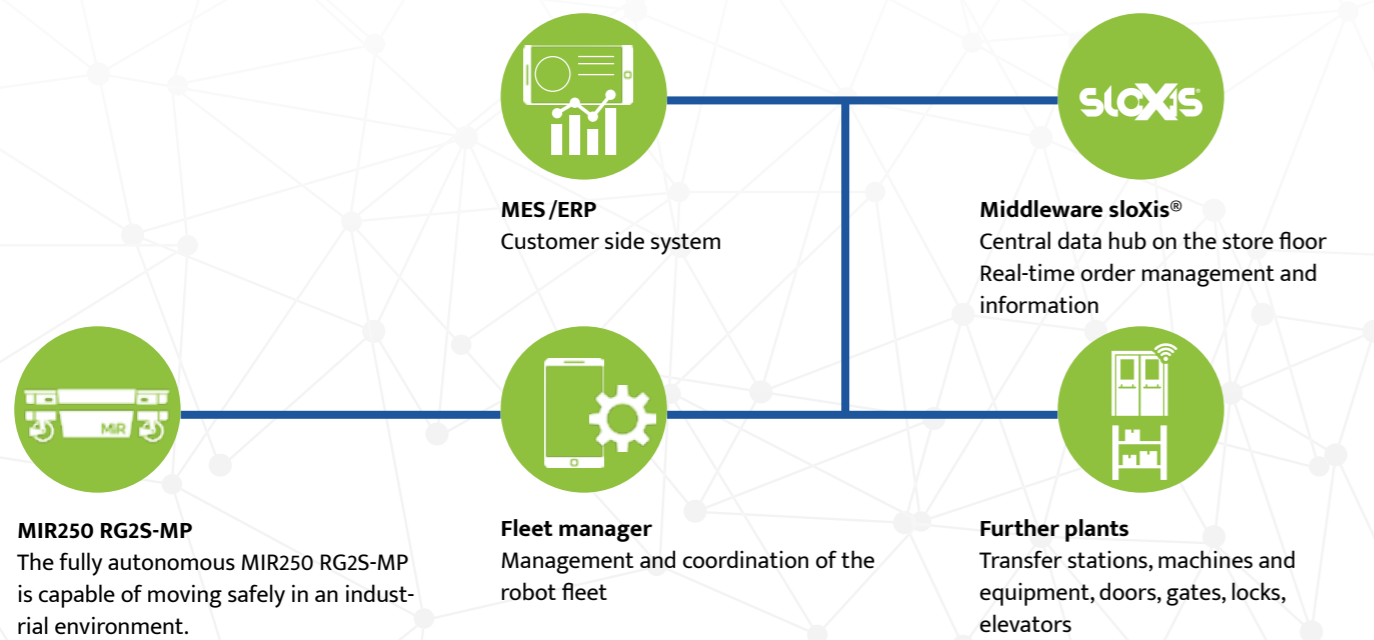 sloXis
MES/ERP
Customer side system
Middleware sloXis®
Central data hub on the store floor
Real-time order management and
information
MiR
MIR250 RG2S-MP
The fully autonomous MIR250 RG2S-MP
is capable of moving safely in an indust-
rial environment.
Fleet manager
Management and coordination of the
robot fleet
Further plants
Transfer stations, machines and
equipment, doors, gates, locks,
elevators